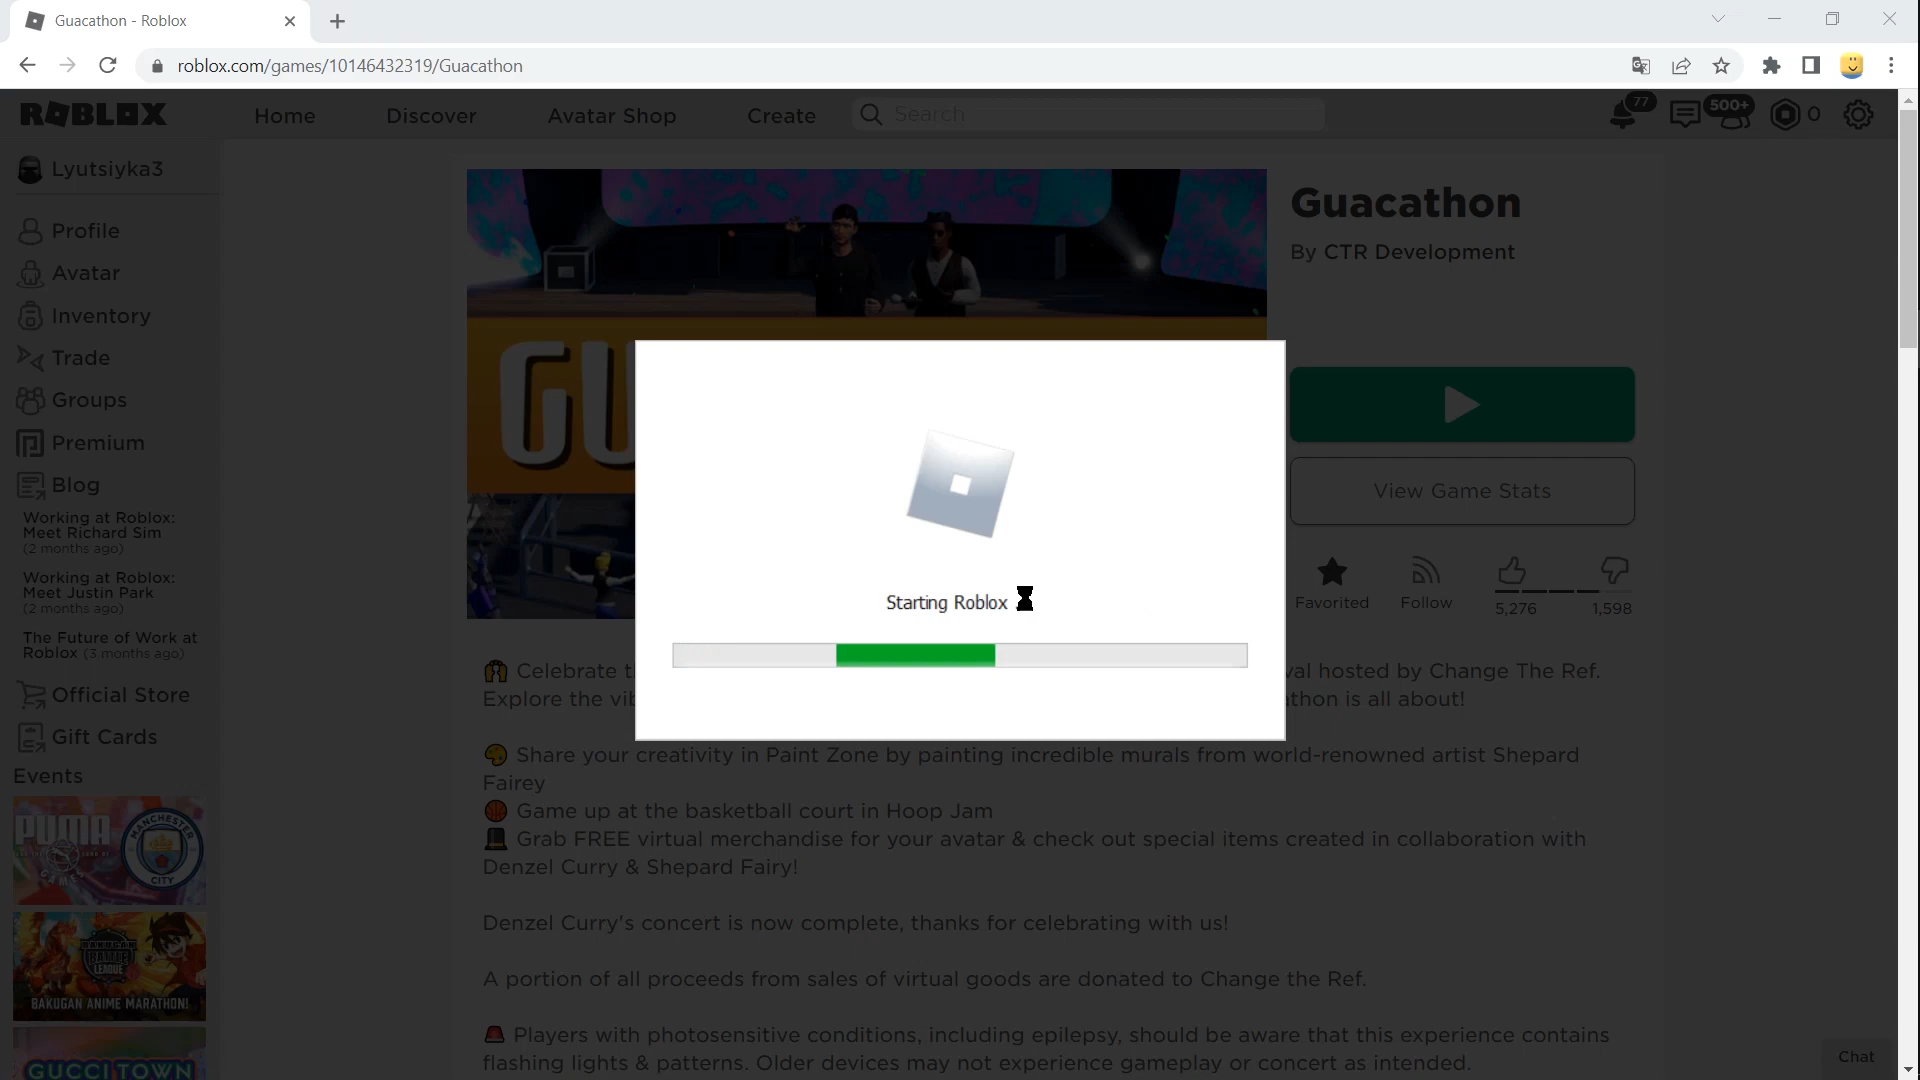 Guacathon - Roblox
roblox.com/games/10146432319/Guacathon
ROBLOX
Home
Discover
Avatar Shop
Create
Search
77
500+
0
Lyutsiyka3
Profile
Avatar
Inventory
Trade
Groups
Premium
Blog
Working at Roblox:
Meet Richard Sim
(2 months ago)
Working at Roblox:
Meet Justin Park
(2 months ago)
The Future of Work at
Roblox (3 months ago)
Official Store
Gift Cards
Events
PUMA
GAMES
MANCHESTER
CITY
BAKUGAN
BATTLE
LEAGUE
BAKUGAN ANIME MARATHON!
GUCCI TOWN
GU
Guacathon
By CTR Development
View Game Stats
Favorited
Follow
5,276
1,598
Starting Roblox
Celebrate t
val hosted by Change The Ref.
Explore the vib
thon is all about!
Share your creativity in Paint Zone by painting incredible murals from world-renowned artist Shepard
Fairey
Game up at the basketball court in Hoop Jam
Grab FREE virtual merchandise for your avatar & check out special items created in collaboration with
Denzel Curry & Shepard Fairy!
Denzel Curry's concert is now complete, thanks for celebrating with us!
A portion of all proceeds from sales of virtual goods are donated to Change the Ref.
Players with photosensitive conditions, including epilepsy, should be aware that this experience contains
flashing lights & patterns. Older devices may not experience gameplay or concert as intended.
Chat